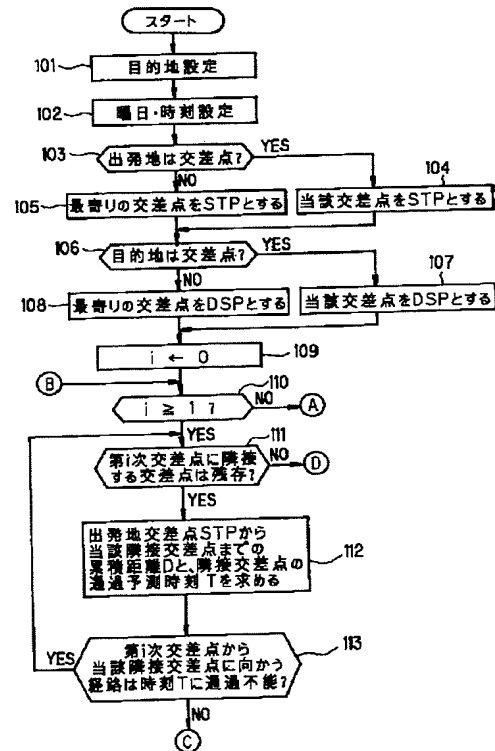 スタート
101
目的地設定
102
曜日・時刻設定
103
出発地は交差点?
YES
NO
104
105
最寄りの交差点をSTPとする
当該交差点をSTPとする
106
目的地は交差点?
YES
NO
107
108
最寄りの交差点をDSPとする
当該交差点をDSPとする
i ← 0
109
B
110
i ≧ 1 ?
NO
A
YES
111
第i次交差点に隣接
する交差点は残存?
NO
D
YES
出発地交差点STPから
当該隣接交差点までの
累積距離Dと、隣接交差点の
通過予測時刻Tを求める
112
113
第i次交差点から
当該隣接交差点に向かう
経路は時刻Tに通過不能?
YES
NO
C